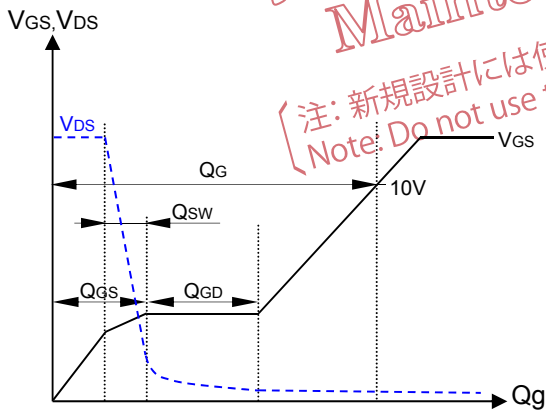 VGS,VDS
Mainte
注: 新規設計には使
Note: Do not use
VDS
VGS
QG
10V
QSW
QGS
QGD
Qg